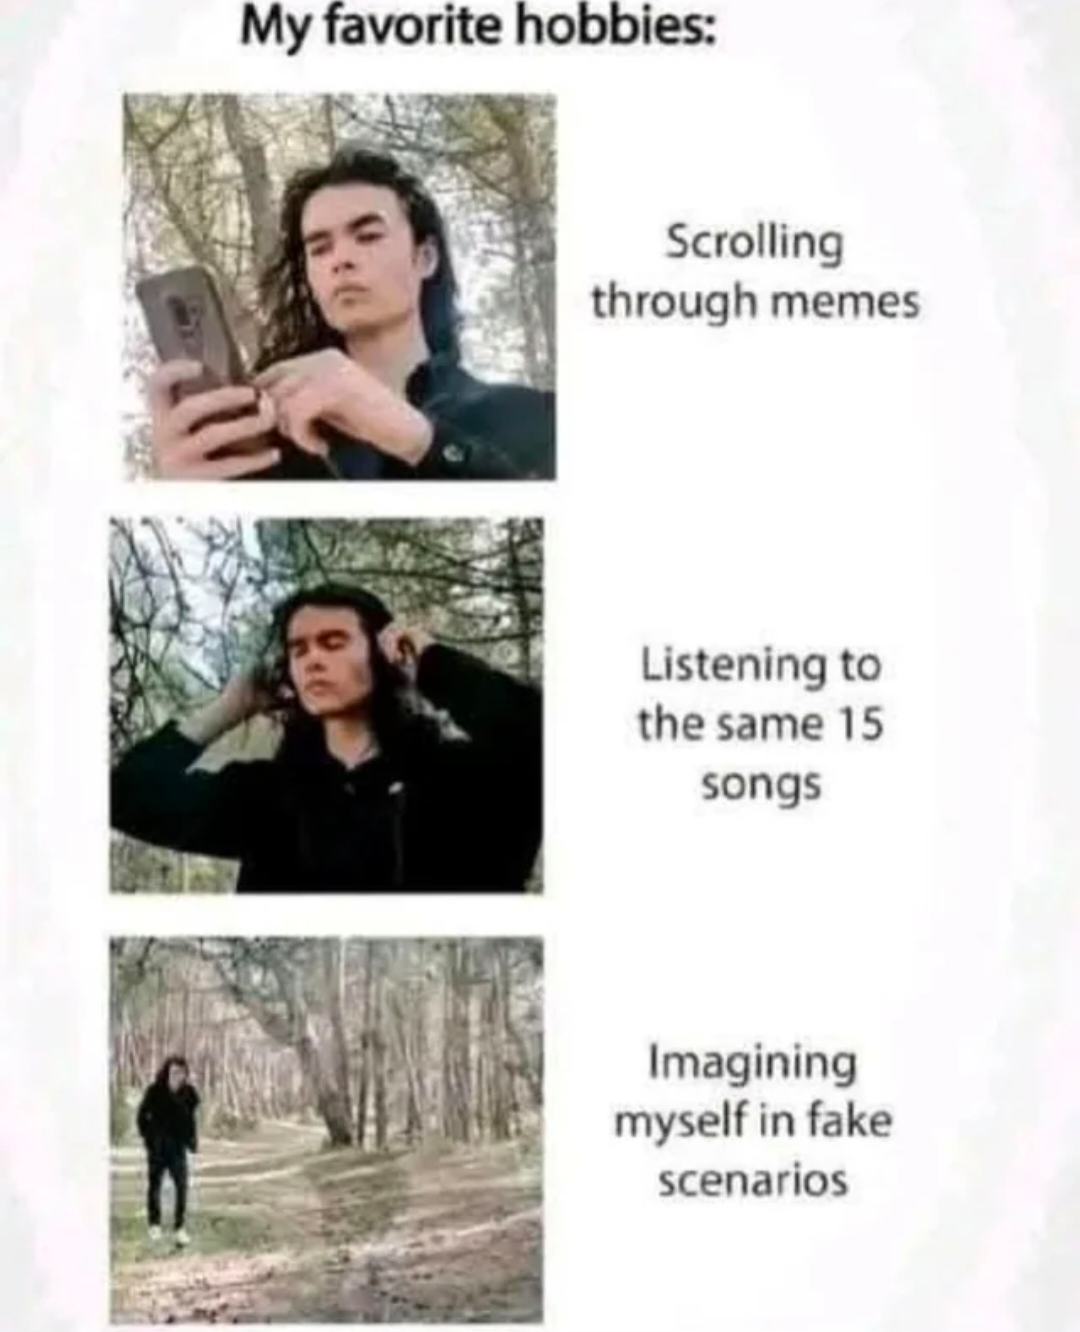 My favorite hobbies:
Scrolling
through memes
Listening to
the same 15
songs
Imagining
myself in fake
scenarios